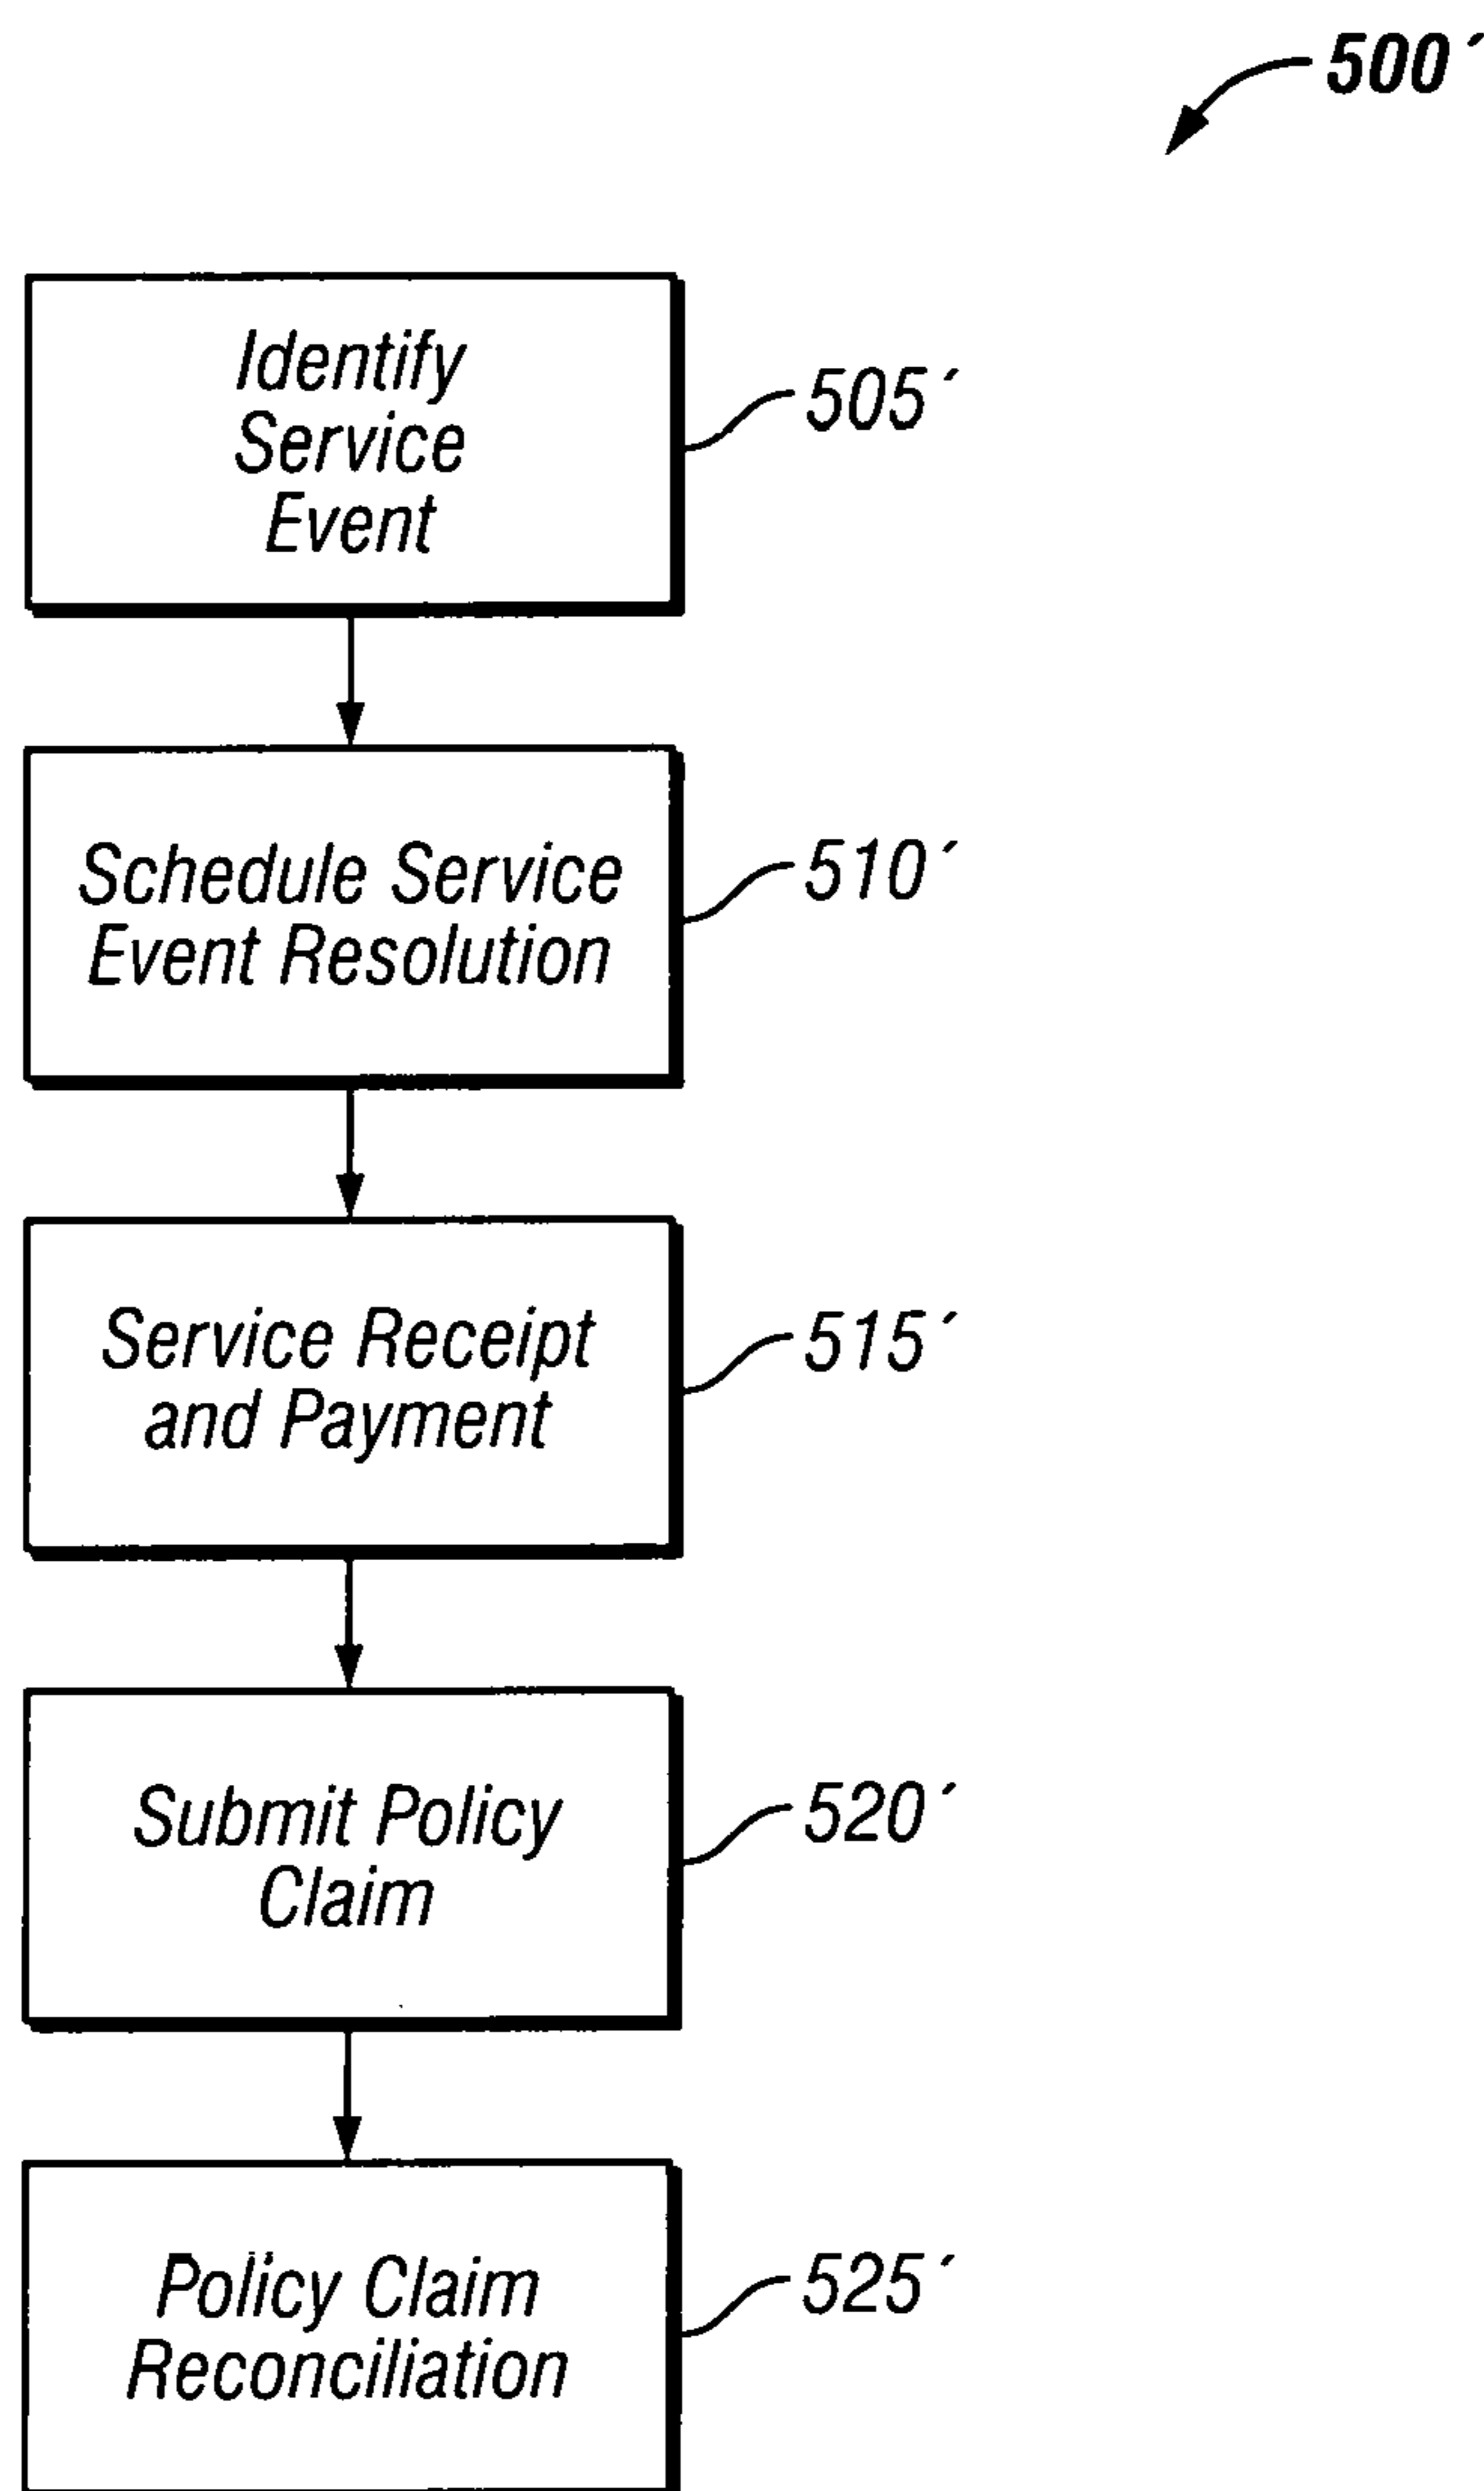 500´
Identify
Service
Event
505´
Schedule Service
Event Resolution
510´
Service Receipt
and Payment
515´
Submit Policy
Claim
520´
Policy Claim
Reconciliation
525´